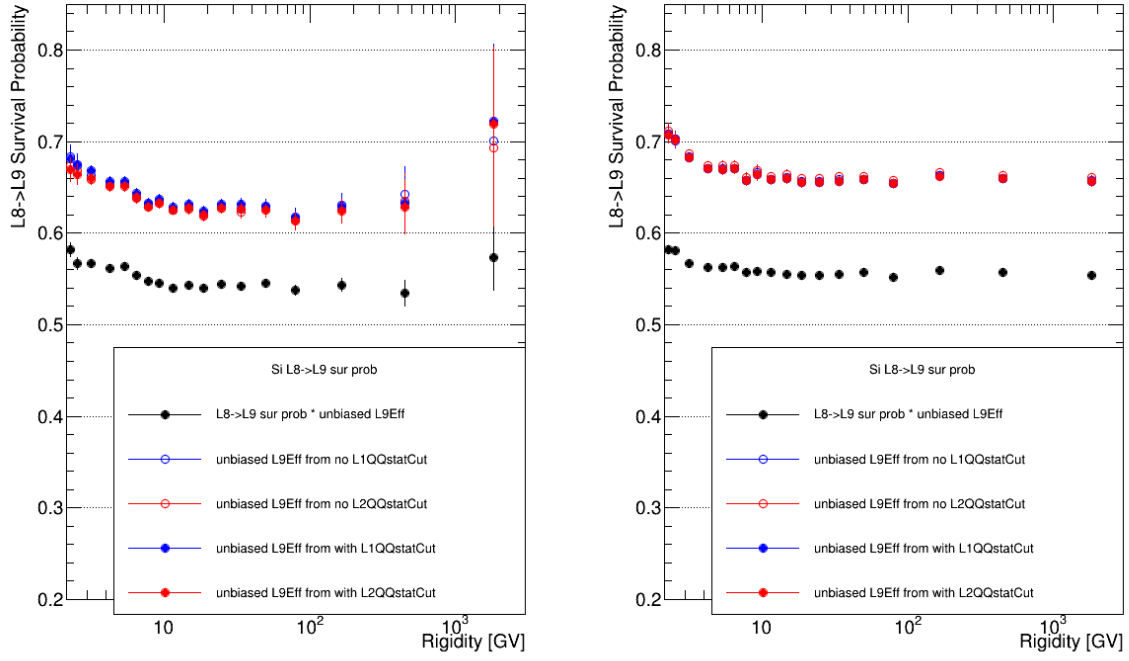 L8->L9 Survival Probability
0.8
0.7
0.6
0.5
0.4
0.3
0.2
Si L8->L9 sur prob
L8->L9 sur prob * unbiased L9Eff
unbiased L9Eff from no L1QQstatCut
unbiased L9Eff from no L2QQstatCut
unbiased L9Eff from with L1QQstatCut
unbiased L9Eff from with L2QQstatCut
10
10²
10³
Rigidity [GV]
L8->L9 Survival Probability
0.8
0.7
0.6
0.5
0.4
0.3
0.2
Si L8->L9 sur prob
L8->L9 sur prob * unbiased L9Eff
unbiased L9Eff from no L1QQstatCut
unbiased L9Eff from no L2QQstatCut
unbiased L9Eff from with L1QQstatCut
unbiased L9Eff from with L2QQstatCut
10
10²
10³
Rigidity [GV]